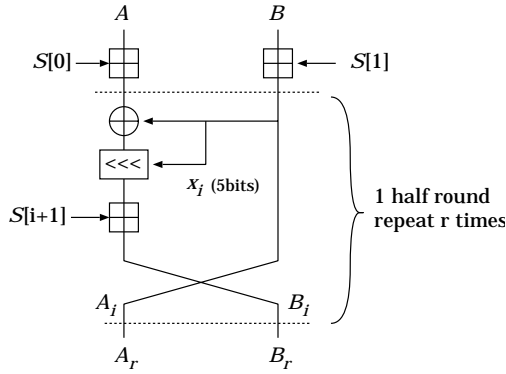 A
B
S[0]
S[1]
<<<
x_i (5bits)
S[i+1]
1 half round
repeat r times
A_i
B_i
A_r
B_r